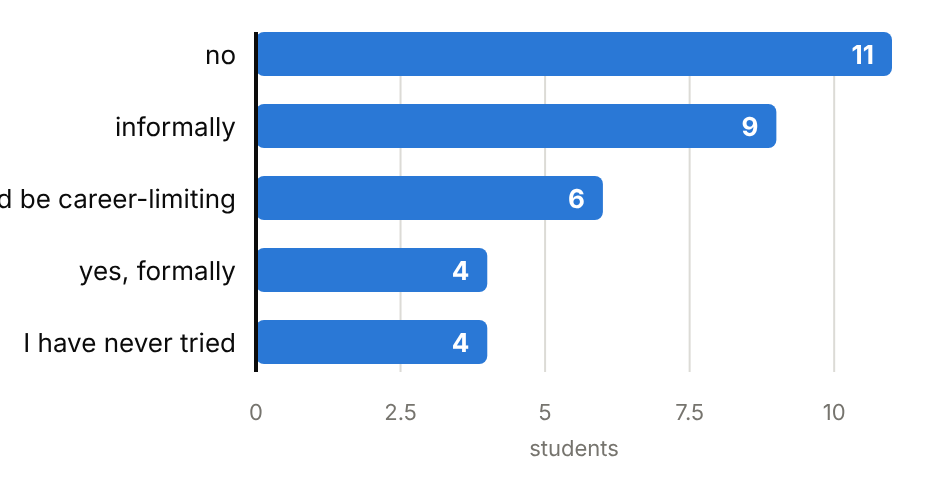 no 11
informally 9
be career-limiting 6
yes, formally 4
I have never tried 4
0 2.5 5 7.5 10
students